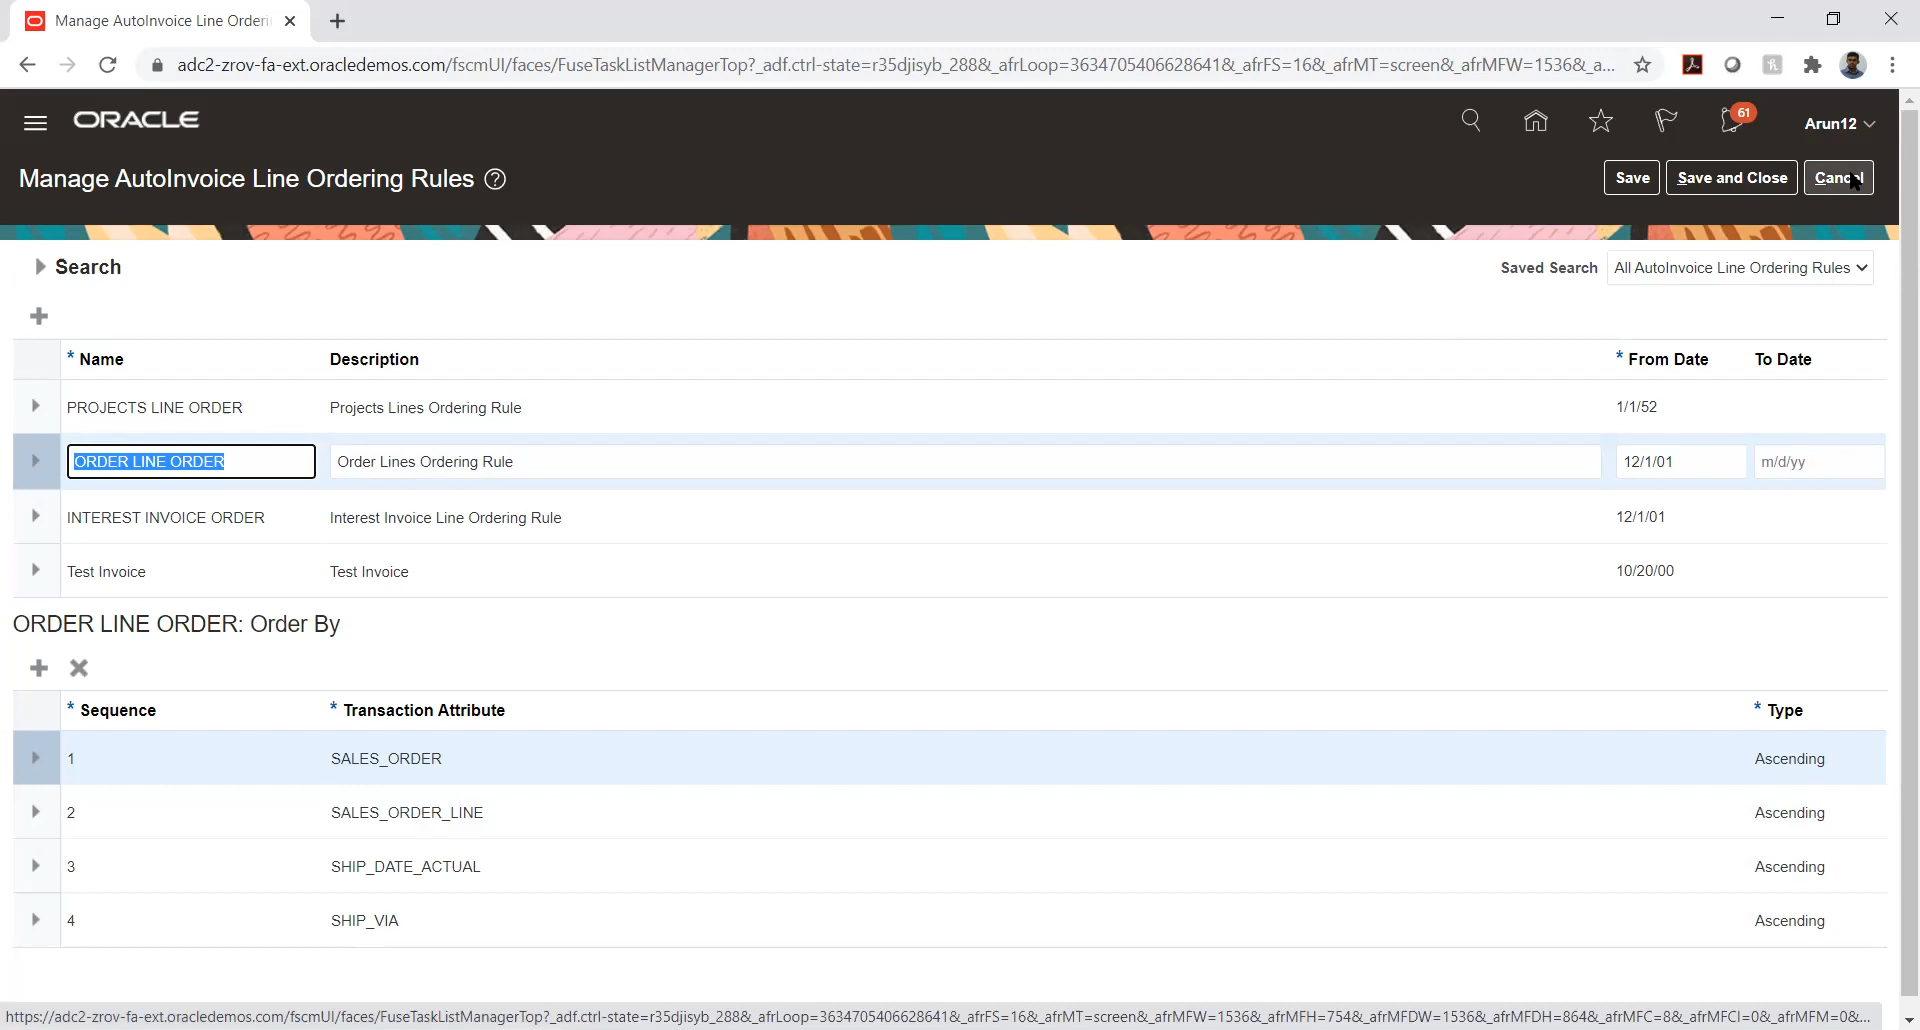 Manage AutoInvoice Line Orderi
adc2-zrov-fa-ext.oracledemos.com/fscmUI/faces/FuseTaskListManagerTop?_adf.ctrl-state=r35djisyb_288&_afrLoop=3634705406628641&_afrFS=16&_afrMT=screen&_afrMFW=1536&_a...
ORACLE
61
Arun12
Manage AutoInvoice Line Ordering Rules
Save
Save and Close
Cancel
Search
Saved Search
All AutoInvoice Line Ordering Rules
* Name Description * From Date To Date
PROJECTS LINE ORDER Projects Lines Ordering Rule 1/1/52
ORDER LINE ORDER Order Lines Ordering Rule 12/1/01 m/d/yy
INTEREST INVOICE ORDER Interest Invoice Line Ordering Rule 12/1/01
Test Invoice Test Invoice 10/20/00
ORDER LINE ORDER: Order By
* Sequence * Transaction Attribute * Type
1 SALES_ORDER Ascending
2 SALES_ORDER_LINE Ascending
3 SHIP_DATE_ACTUAL Ascending
4 SHIP_VIA Ascending
https://adc2-zrov-fa-ext.oracledemos.com/fscmUI/faces/FuseTaskListManagerTop?_adf.ctrl-state=r35djisyb_288&_afrLoop=3634705406628641&_afrFS=16&_afrMT=screen&_afrMFW=1536&_afrMFH=754&_afrMFDW=1536&_afrMFDH=864&_afrMFC=8&_afrMFCI=0&_afrMFM=0&...